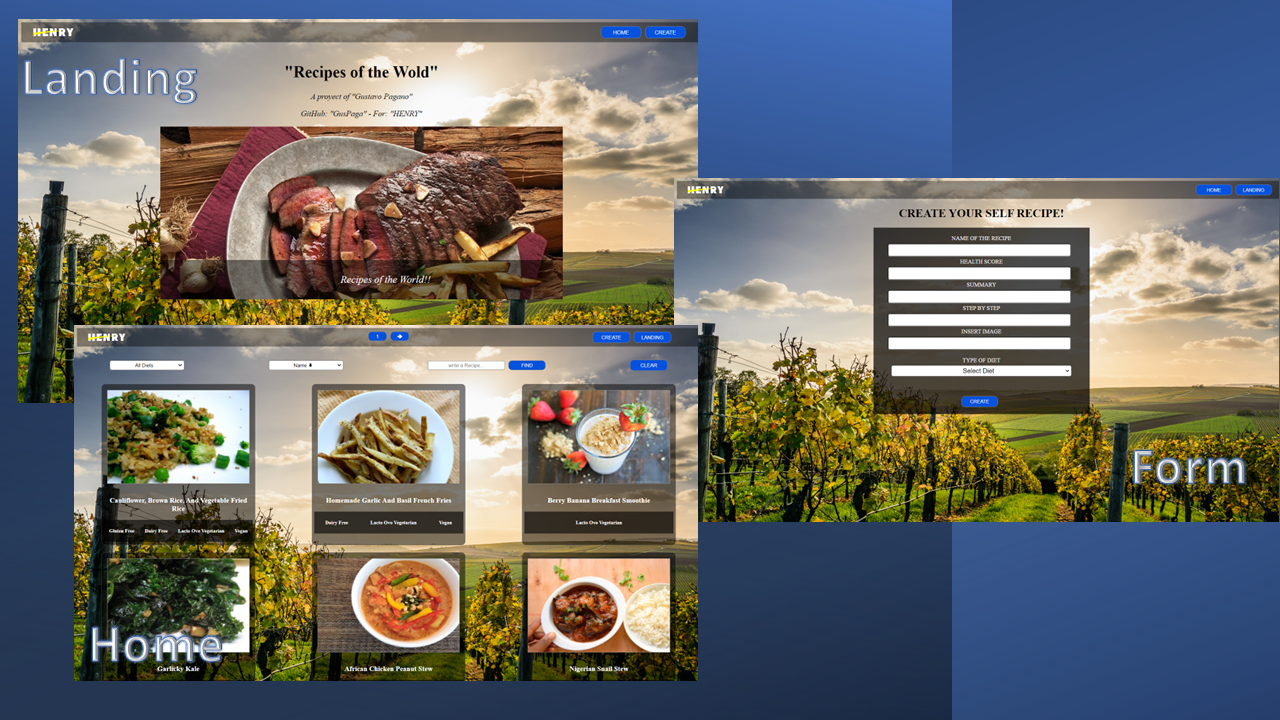 HENRY
HOME
CREATE
Landing
"Recipes of the Wold"
A proyect of "Gustavo Pagano"
GitHub: "GusPaga" - For: "HENRY"
Recipes of the World!!
HENRY
HOME
LANDING
CREATE YOUR SELF RECIPE!
NAME OF THE RECIPE
HEALTH SCORE
SUMMARY
STEP BY STEP
INSERT IMAGE
TYPE OF DIET
Select Diet
CREATE
Form
HENRY
1
CREATE
LANDING
All Diets
Name
write a Recipe...
FIND
CLEAR
Cauliflower, Brown Rice, And Vegetable Fried
Rice
Gluten Free Dairy Free Lacto Ovo Vegetarian Vegan
Homemade Garlic And Basil French Fries
Dairy Free Lacto Ovo Vegetarian Vegan
Berry Banana Breakfast Smoothie
Lacto Ovo Vegetarian
Home
Garlicky Kale
African Chicken Peanut Stew
Nigerian Snail Stew